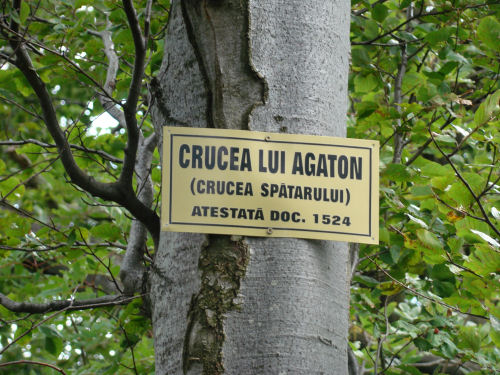 CRUCEA LUI AGATON
(CRUCEA SPĂTARULUI)
ATESTATĂ DOC. 1524